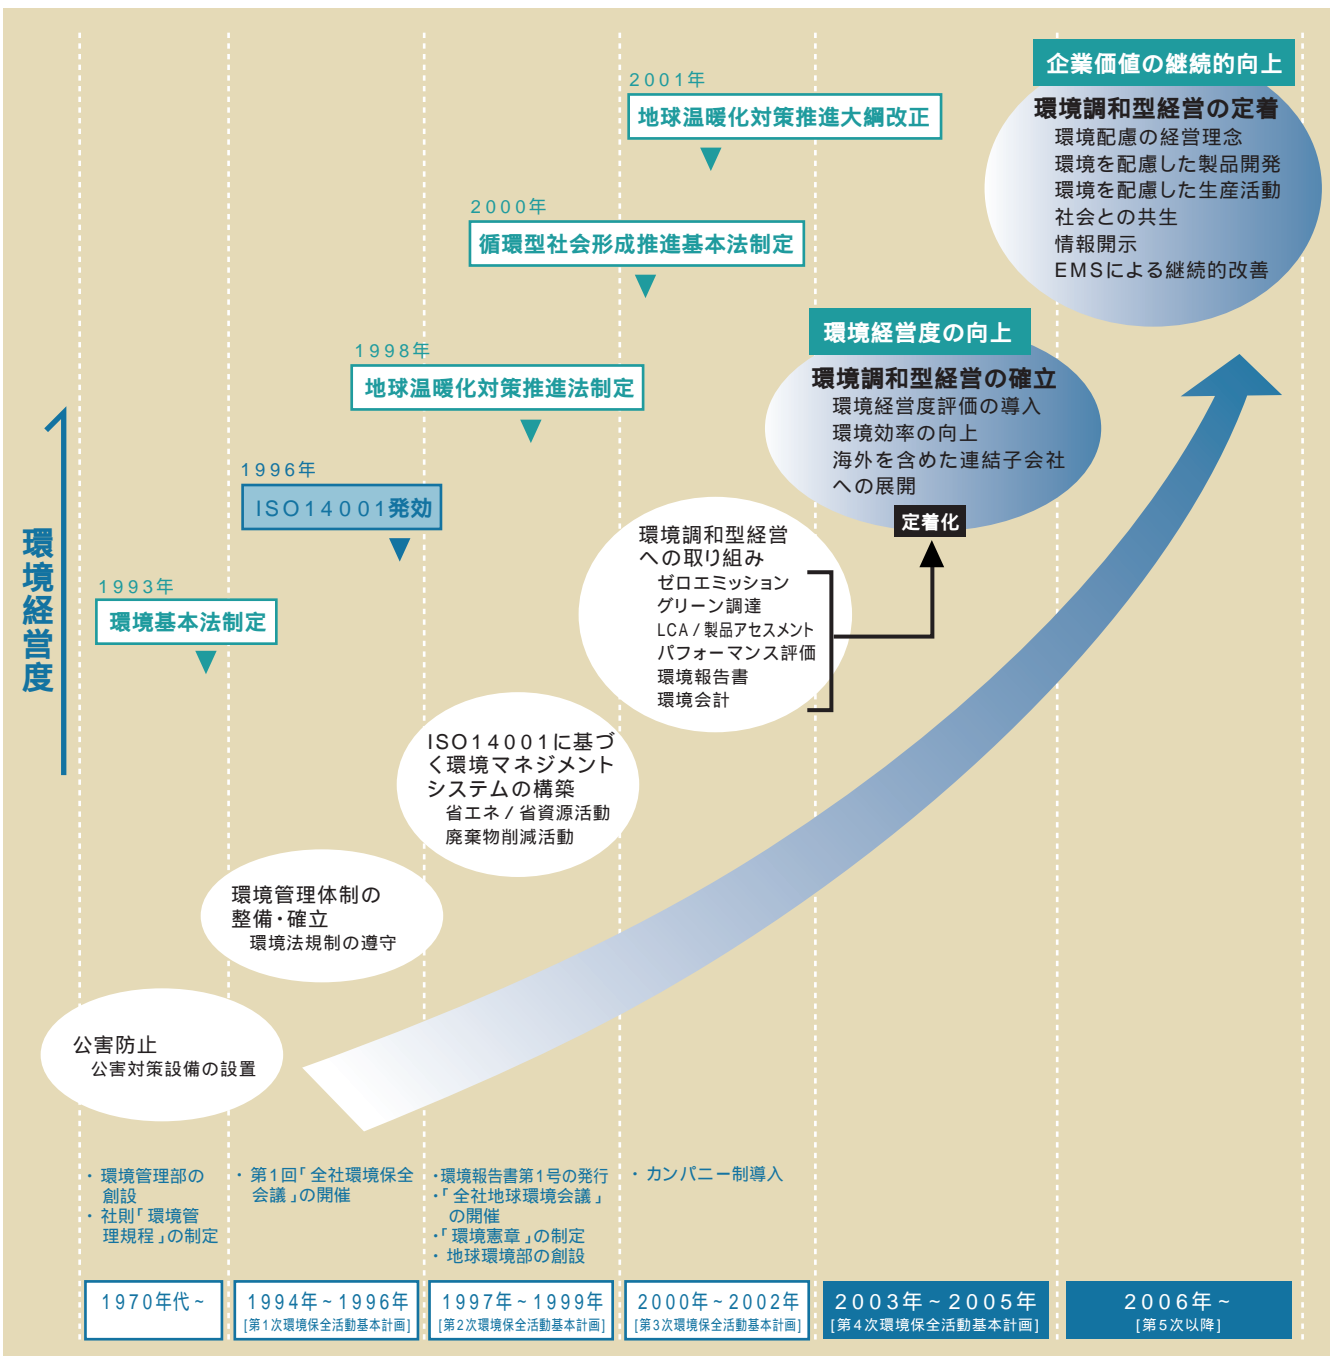 企業価値の継続的向上
環境調和型経営の定着
環境配慮の経営理念
環境を配慮した製品開発
環境を配慮した生産活動
社会との共生
情報開示
EMSによる継続的改善
2001年
地球温暖化対策推進大綱改正
2000年
循環型社会形成推進基本法制定
環境経営度の向上
環境調和型経営の確立
環境経営度評価の導入
環境効率の向上
海外を含めた連結子会社
への展開
定着化
1998年
地球温暖化対策推進法制定
1996年
ISO14001発効
1993年
環境基本法制定
環境経営度
環境調和型経営
への取り組み
ゼロエミッション
グリーン調達
LCA/製品アセスメント
パフォーマンス評価
環境報告書
環境会計
ISO14001に基づ
く環境マネジメント
システムの構築
省エネ/省資源活動
廃棄物削減活動
環境管理体制の
整備・確立
環境法規制の遵守
公害防止
公害対策設備の設置
・環境管理部の
創設
・社則「環境管
理規程」の制定
・第1回「全社環境保全
会議」の開催
・環境報告書第1号の発行
・「全社地球環境会議」
の開催
・「環境憲章」の制定
・地球環境部の創設
・カンパニー制導入
1970年代~
1994年~1996年
[第1次環境保全活動基本計画]
1997年~1999年
[第2次環境保全活動基本計画]
2000年~2002年
[第3次環境保全活動基本計画]
2003年~2005年
[第4次環境保全活動基本計画]
2006年~
[第5次以降]